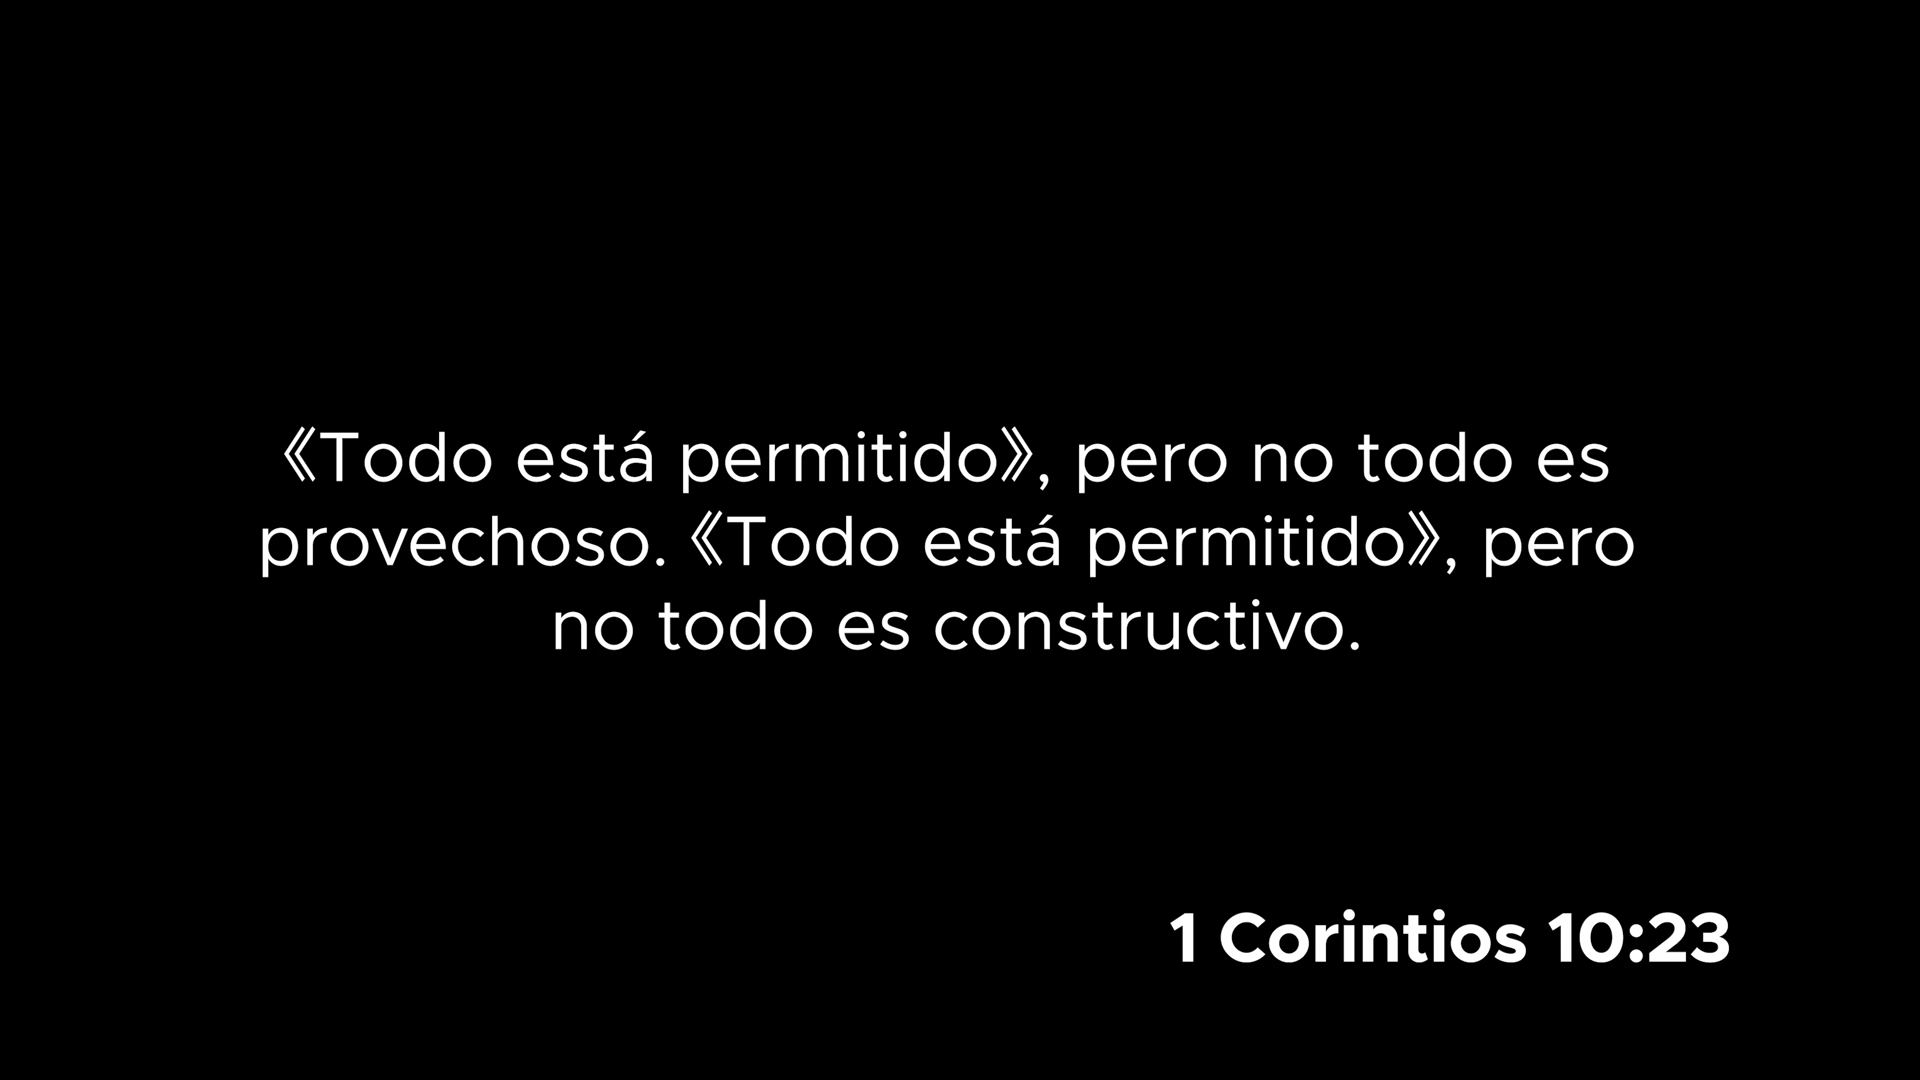 《Todo está permitido》, pero no todo es
provechoso. 《Todo está permitido》, pero
no todo es constructivo.
1 Corintios 10:23